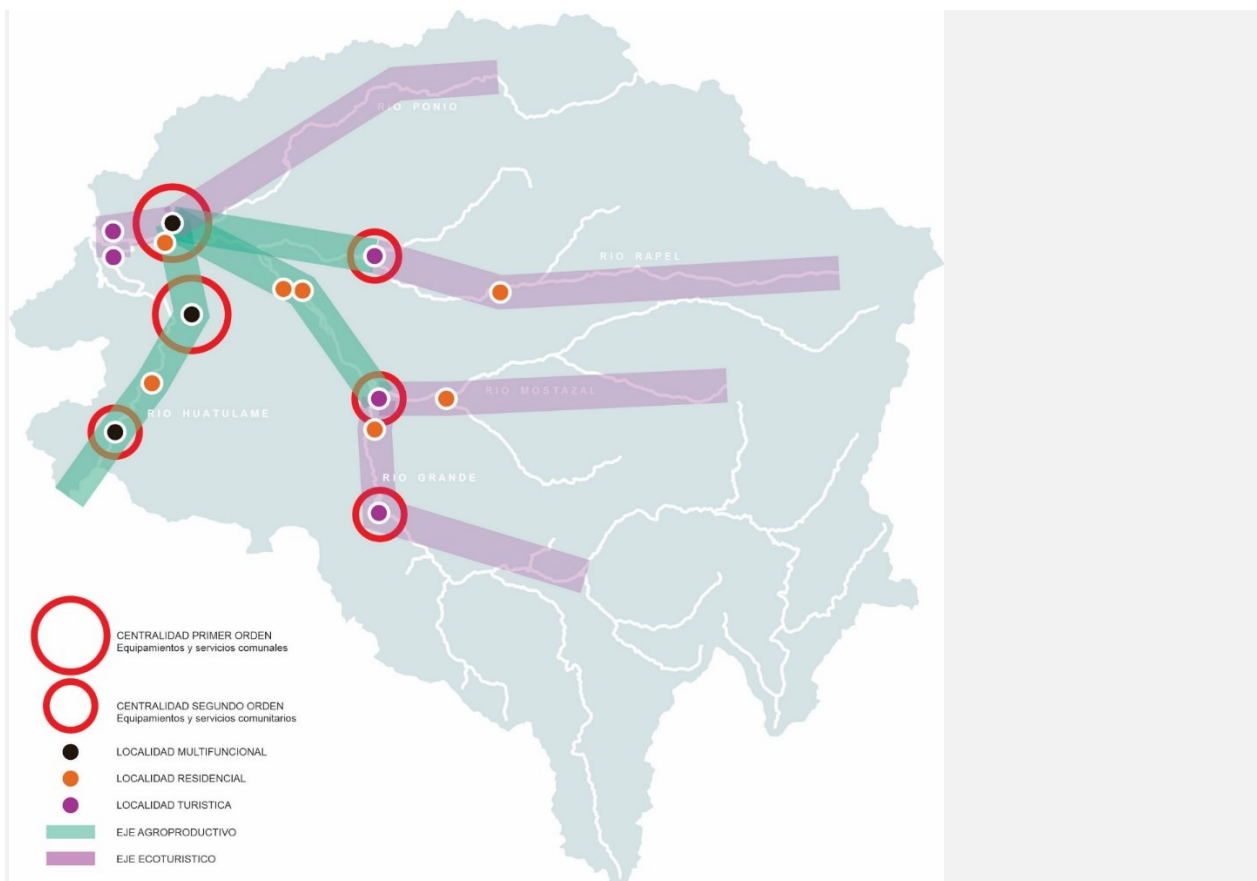 RIO PONIO
RIO RAPEL
RIO MOSTAZAL
RIO HUATULAME
RIO GRANDE
CENTRALIDAD PRIMER ORDEN
Equipamientos y servicios comunales
CENTRALIDAD SEGUNDO ORDEN
Equipamientos y servicios comunitarios
LOCALIDAD MULTIFUNCIONAL
LOCALIDAD RESIDENCIAL
LOCALIDAD TURISTICA
EJE AGROPRODUCTIVO
EJE ECOTURISTICO